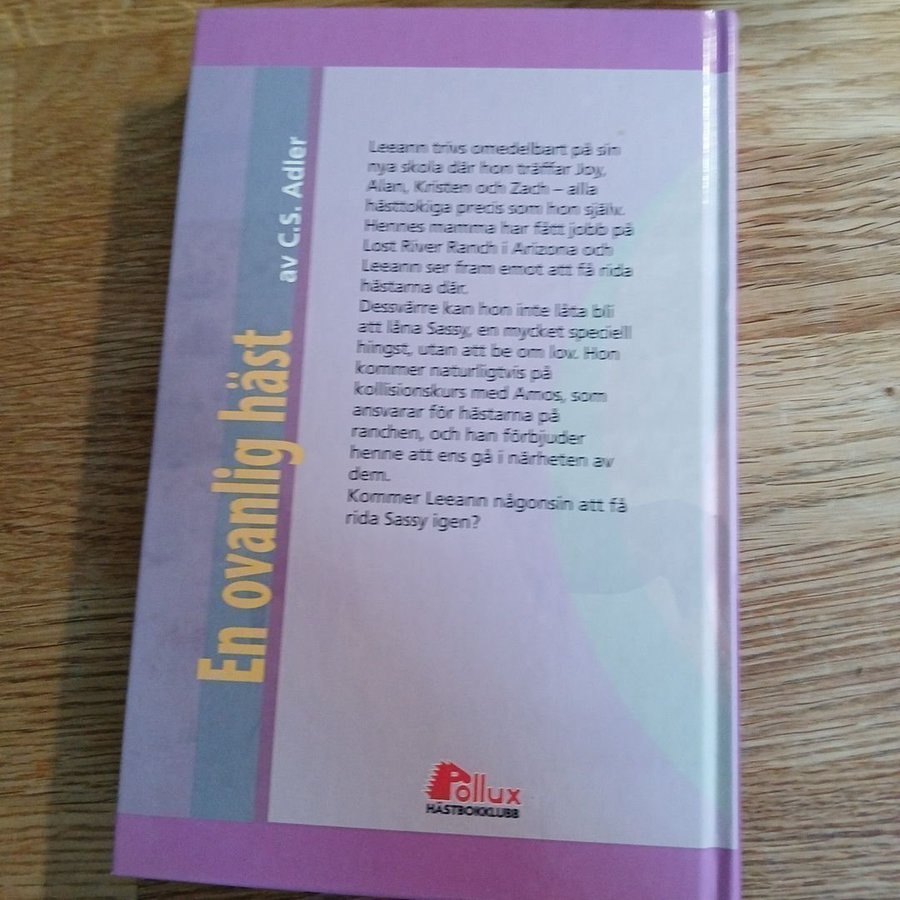 En ovanlig häst
av C.S. Adler
Leeann trivs omedelbart på sin
nya skola där hon träffar Joy,
Alan, Kristen och Zach – alla
hästtokiga precis som hon själv.
Hennes mamma har fått jobb på
Lost River Ranch i Arizona och
Leeann ser fram emot att få rida
hästarna där.
Dessvärre kan hon inte låta bli
att låna Sassy, en mycket speciell
hingst, utan att be om lov. Hon
kommer naturligtvis på
kollisionskurs med Amos, som
ansvarar för hästarna på
ranchen, och han förbjuder
henne att ens gå i närheten av
dem.
Kommer Leeann någonsin att få
rida Sassy igen?
Pollux
HÄSTBOKKLUBB